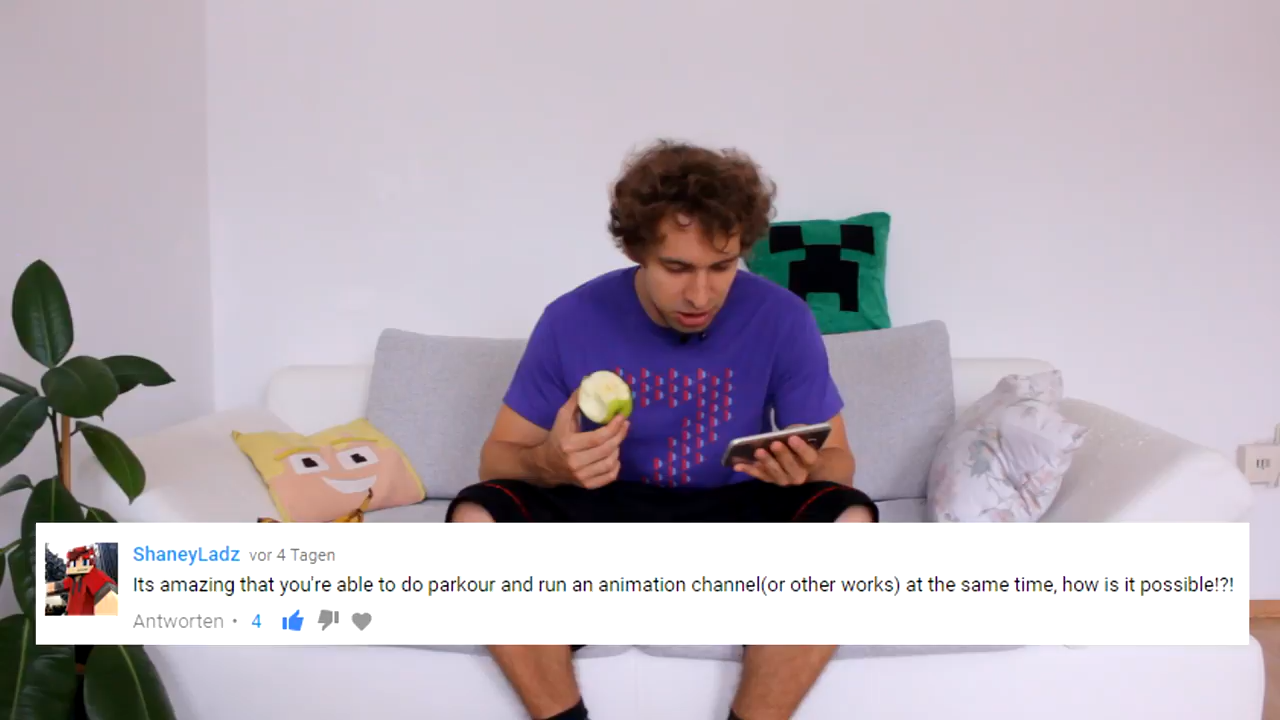 ShaneyLadz vor 4 Tagen
Its amazing that you're able to do parkour and run an animation channel(or other works) at the same time, how is it possible!?!
Antworten • 4